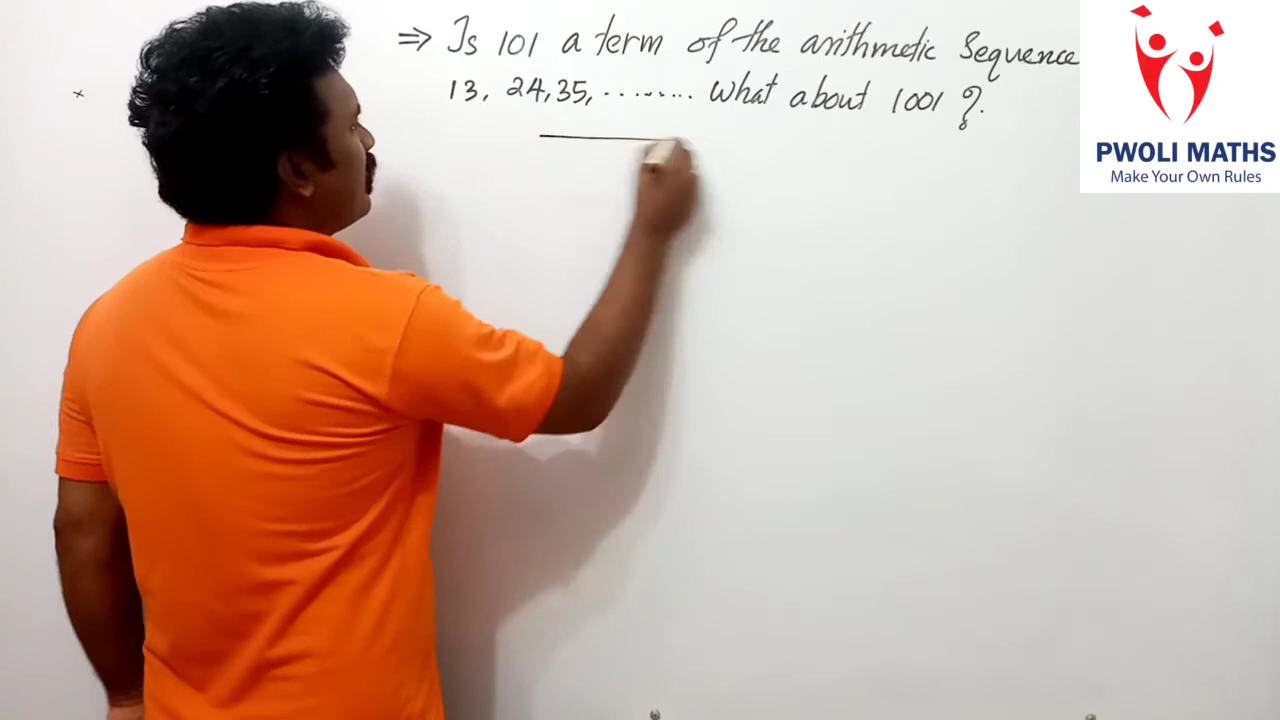 ⇒ Is 101 a term of the arithmetic Sequence
13, 24, 35, ......... What about 1001 ?.
PWOLI MATHS
Make Your Own Rules